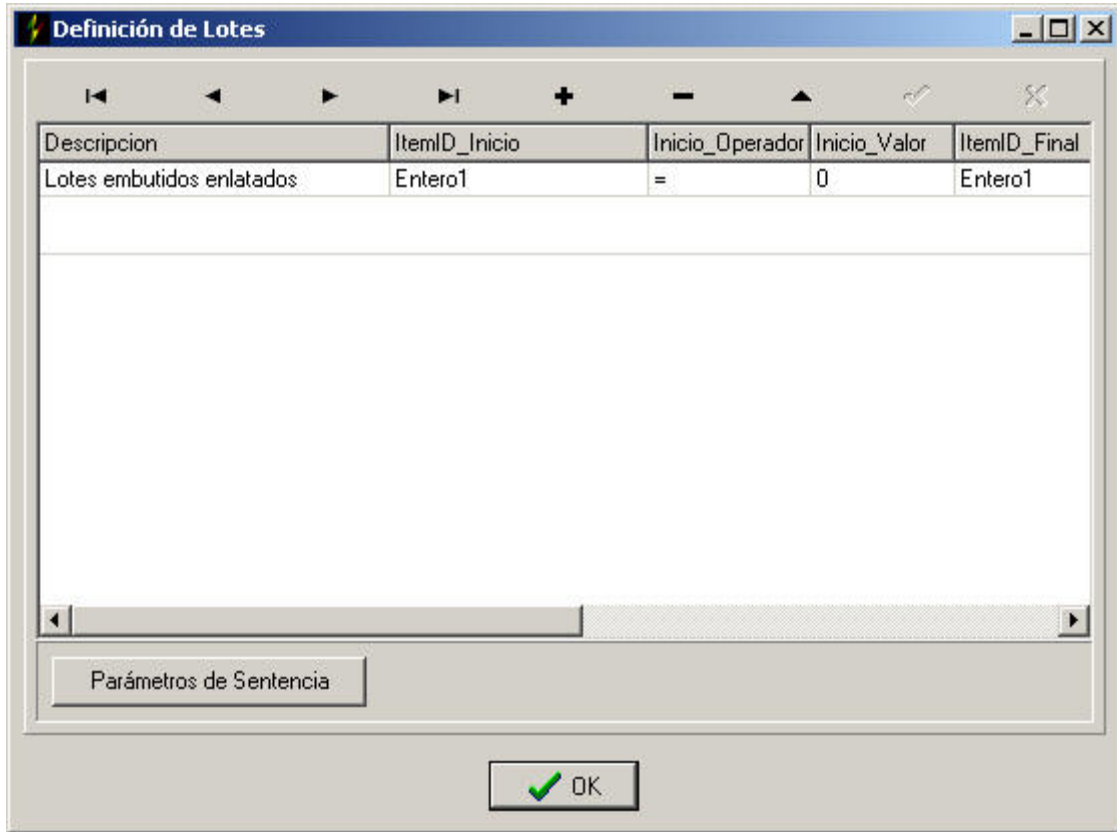 Definición de Lotes
Descripcion ItemID_Inicio Inicio_Operador Inicio_Valor ItemID_Final
Lotes embutidos enlatados Entero1 = 0 Entero1
Parámetros de Sentencia
OK